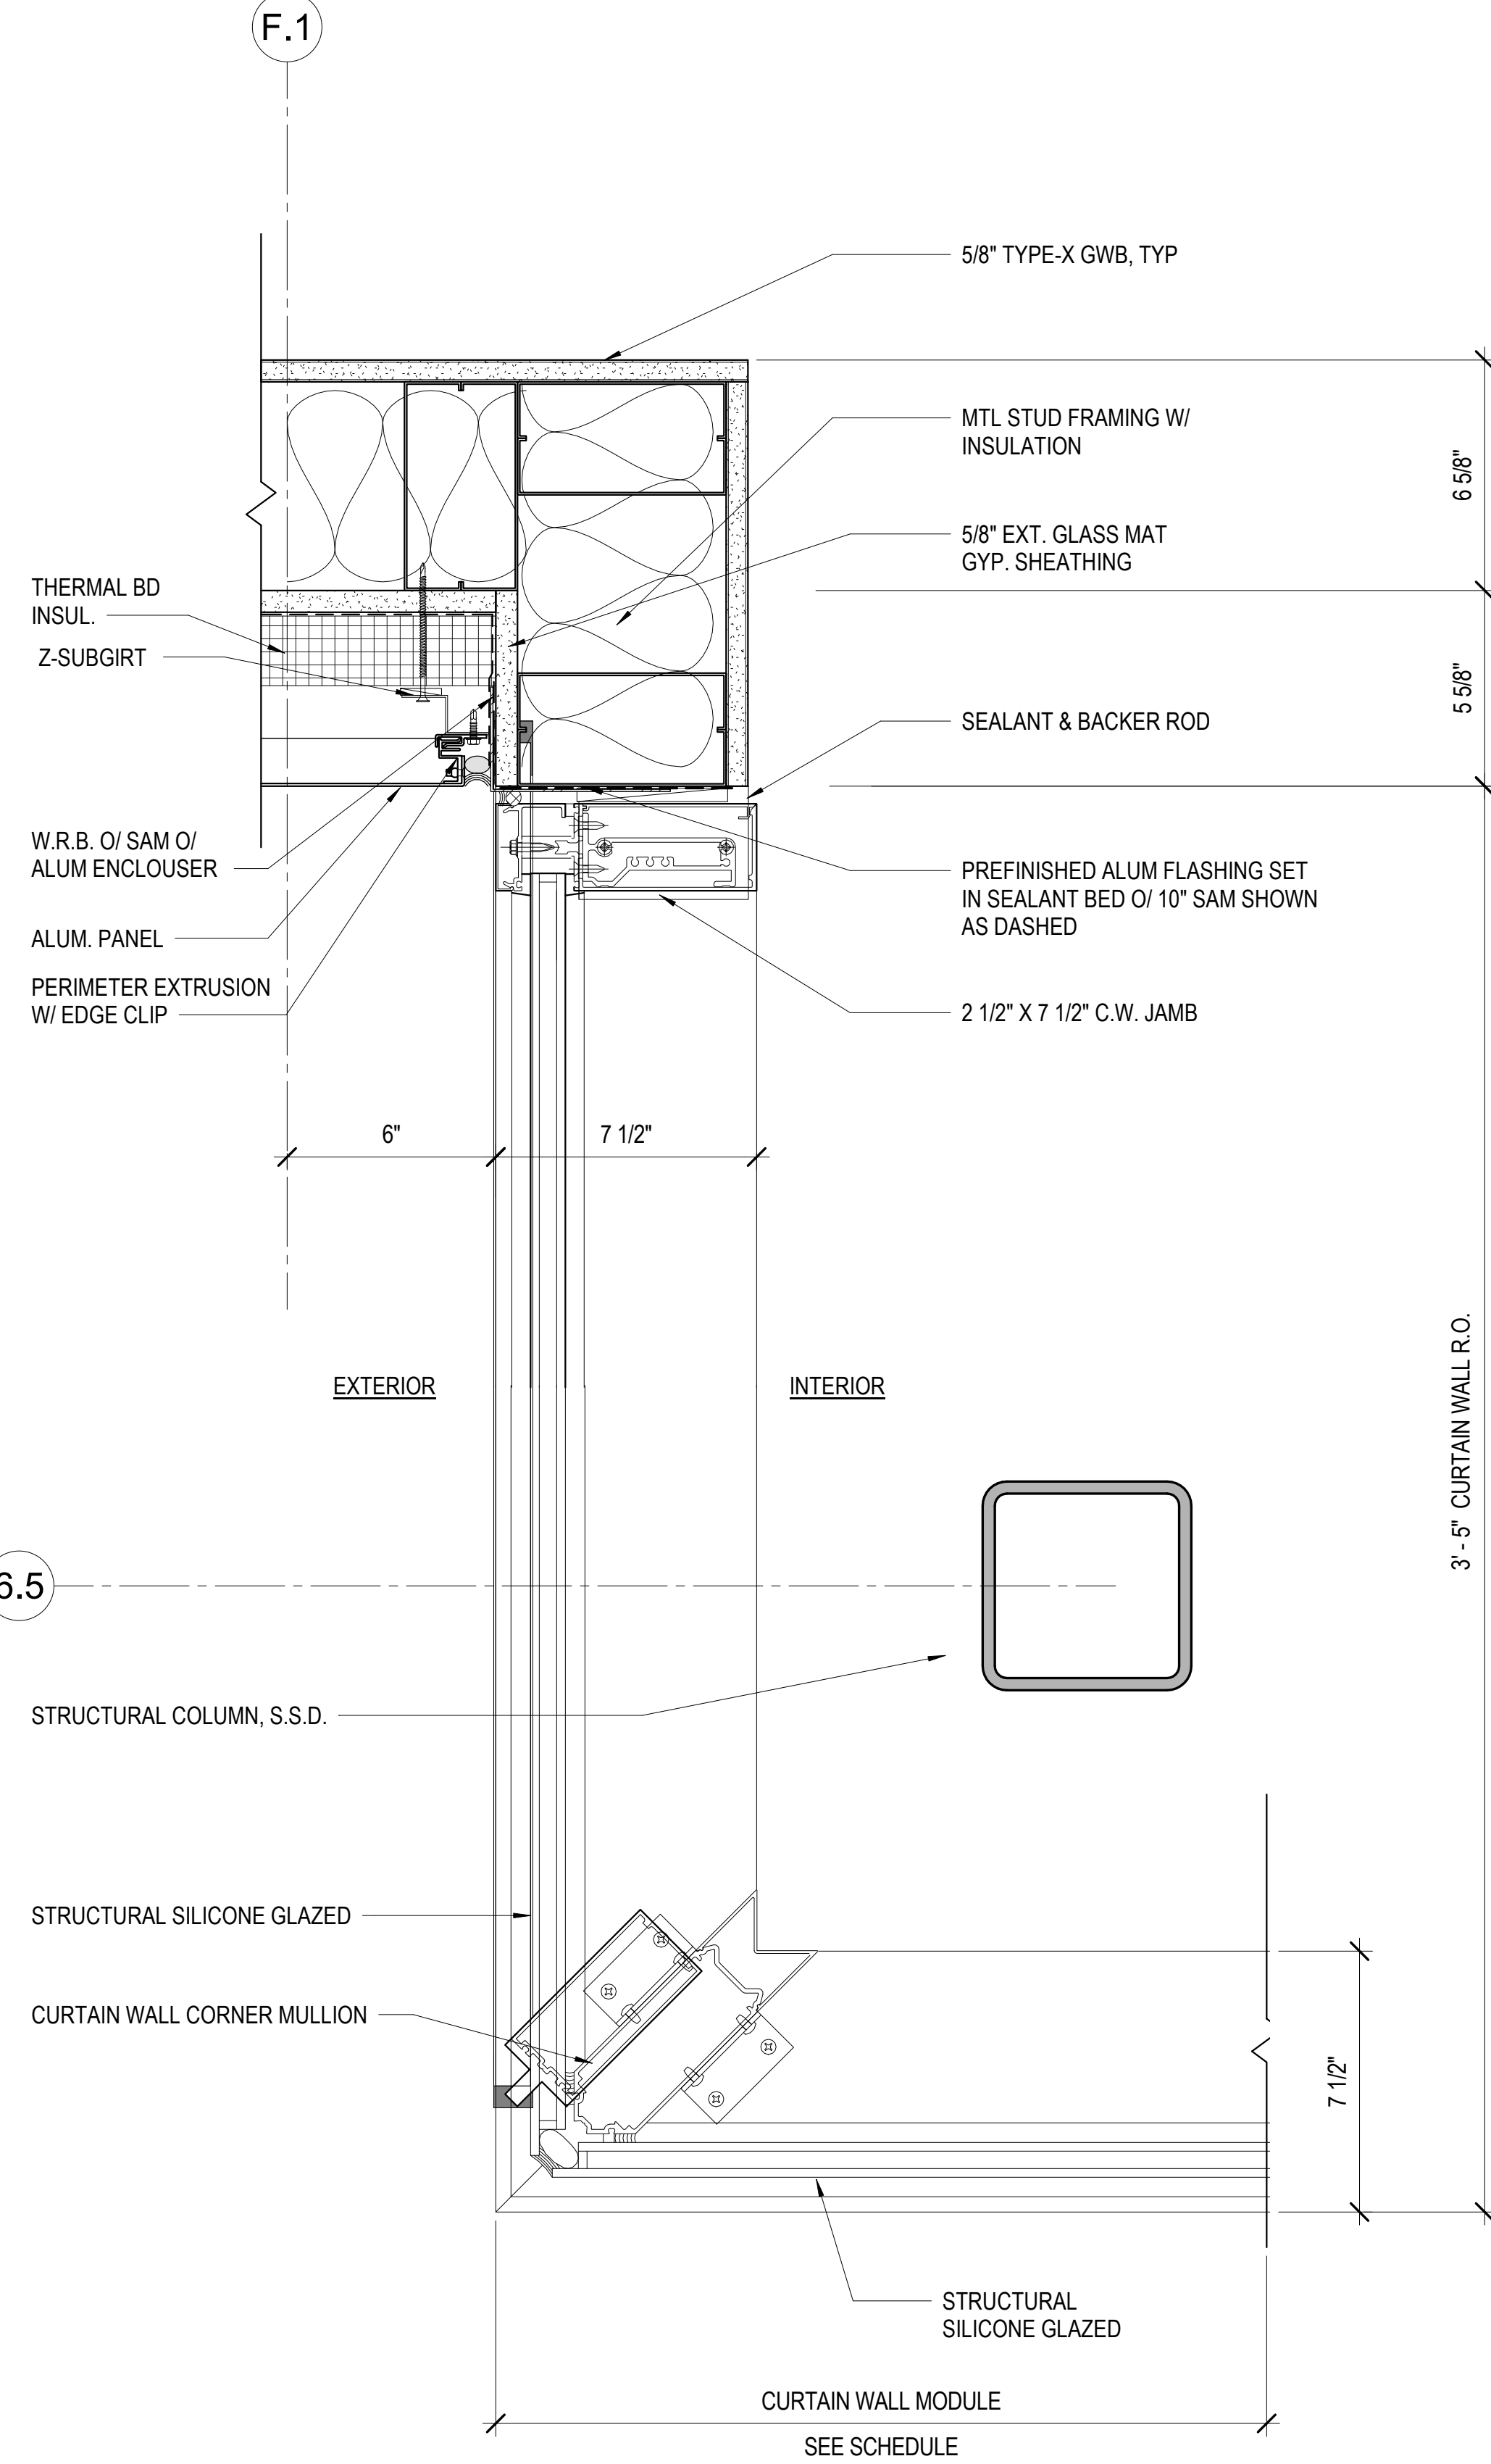 F.1
5/8" TYPE-X GWB, TYP
MTL STUD FRAMING W/
INSULATION
6 5/8"
5/8" EXT. GLASS MAT
GYP. SHEATHING
THERMAL BD
INSUL.
Z-SUBGIRT
5 5/8"
SEALANT & BACKER ROD
W.R.B. O/ SAM O/
ALUM ENCLOUSER
PREFINISHED ALUM FLASHING SET
IN SEALANT BED O/ 10" SAM SHOWN
AS DASHED
ALUM. PANEL
PERIMETER EXTRUSION
W/ EDGE CLIP
2 1/2" X 7 1/2" C.W. JAMB
6"
7 1/2"
EXTERIOR
INTERIOR
3' - 5" CURTAIN WALL R.O.
6.5
STRUCTURAL COLUMN, S.S.D.
STRUCTURAL SILICONE GLAZED
CURTAIN WALL CORNER MULLION
7 1/2"
STRUCTURAL
SILICONE GLAZED
CURTAIN WALL MODULE
SEE SCHEDULE